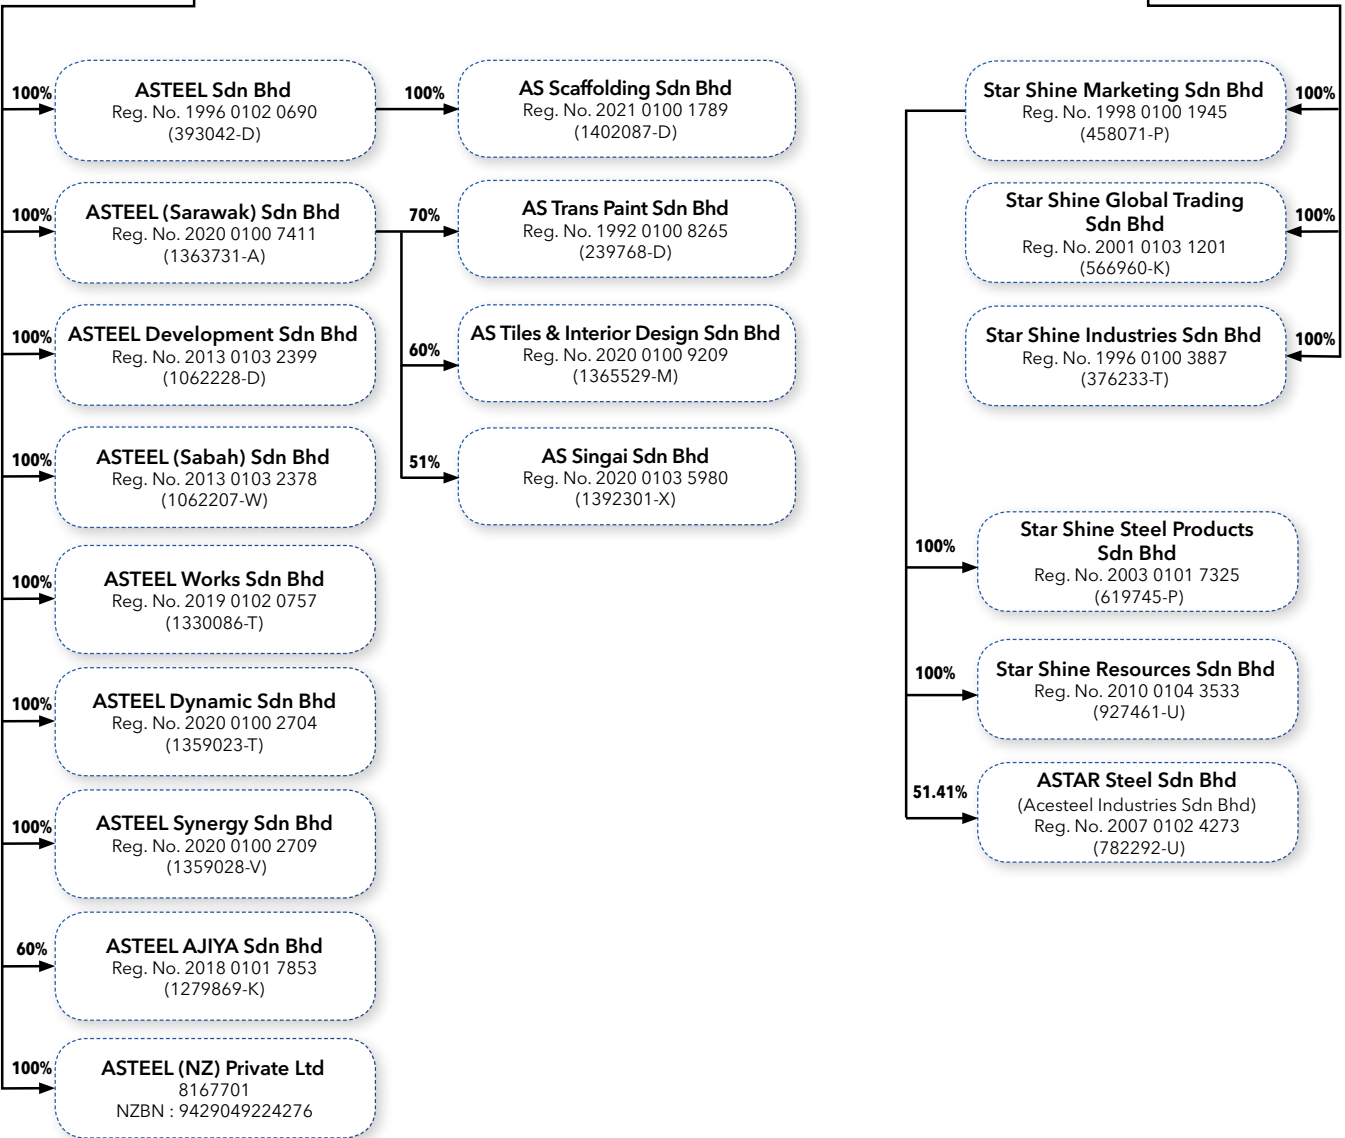 100%
ASTEEL Sdn Bhd
Reg. No. 1996 0102 0690
(393042-D)
100%
AS Scaffolding Sdn Bhd
Reg. No. 2021 0100 1789
(1402087-D)
100%
ASTEEL (Sarawak) Sdn Bhd
Reg. No. 2020 0100 7411
(1363731-A)
70%
AS Trans Paint Sdn Bhd
Reg. No. 1992 0100 8265
(239768-D)
100%
ASTEEL Development Sdn Bhd
Reg. No. 2013 0103 2399
(1062228-D)
60%
AS Tiles & Interior Design Sdn Bhd
Reg. No. 2020 0100 9209
(1365529-M)
100%
ASTEEL (Sabah) Sdn Bhd
Reg. No. 2013 0103 2378
(1062207-W)
51%
AS Singai Sdn Bhd
Reg. No. 2020 0103 5980
(1392301-X)
100%
ASTEEL Works Sdn Bhd
Reg. No. 2019 0102 0757
(1330086-T)
100%
ASTEEL Dynamic Sdn Bhd
Reg. No. 2020 0100 2704
(1359023-T)
100%
ASTEEL Synergy Sdn Bhd
Reg. No. 2020 0100 2709
(1359028-V)
60%
ASTEEL AJIYA Sdn Bhd
Reg. No. 2018 0101 7853
(1279869-K)
100%
ASTEEL (NZ) Private Ltd
8167701
NZBN : 9429049224276
Star Shine Marketing Sdn Bhd
Reg. No. 1998 0100 1945
(458071-P)
100%
Star Shine Global Trading
Sdn Bhd
Reg. No. 2001 0103 1201
(566960-K)
100%
Star Shine Industries Sdn Bhd
Reg. No. 1996 0100 3887
(376233-T)
100%
100%
Star Shine Steel Products
Sdn Bhd
Reg. No. 2003 0101 7325
(619745-P)
100%
Star Shine Resources Sdn Bhd
Reg. No. 2010 0104 3533
(927461-U)
51.41%
ASTAR Steel Sdn Bhd
(Acesteel Industries Sdn Bhd)
Reg. No. 2007 0102 4273
(782292-U)